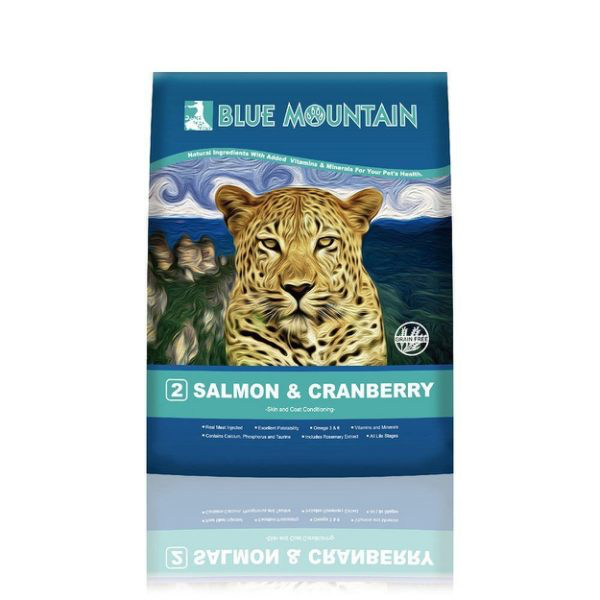 BLUE MOUNTAIN
Natural Ingredients With Added Vitamins & Minerals For Your Pet's Health.
GRAIN FREE
2 SALMON & CRANBERRY
-Skin and Coat Conditioning-
• Real Meat Injected • Excellent Palatability • Omega 3 & 6 • Vitamins and Minerals
• Contains Calcium, Phosphorus and Taurine • Includes Rosemary Extract • All Life Stages